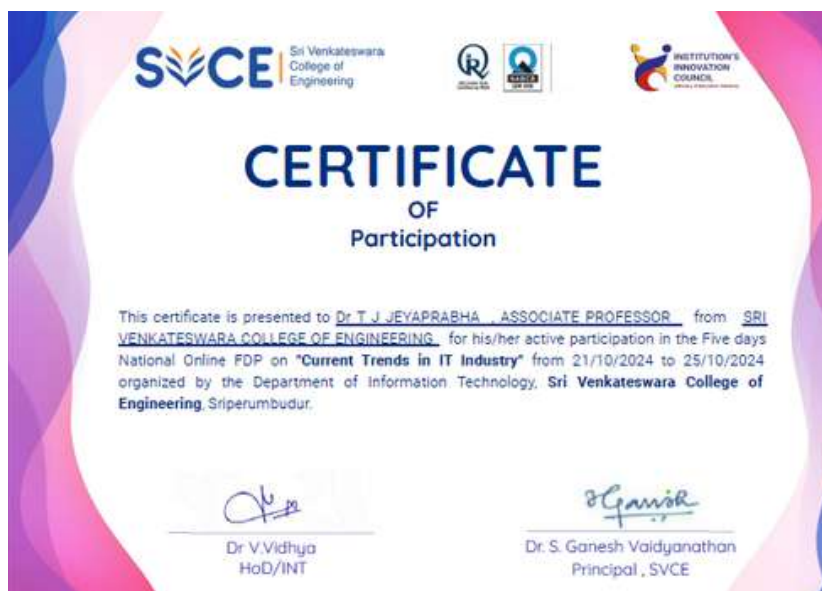 SVCE
Sri Venkateswara
College of
Engineering
INSTITUTION'S
INNOVATION
COUNCIL
CERTIFICATE
OF
Participation
This certificate is presented to Dr T J JEYAPRABHA , ASSOCIATE PROFESSOR from SRI
VENKATESWARA COLLEGE OF ENGINEERING for his/her active participation in the Five days
National Online FDP on "Current Trends in IT Industry" from 21/10/2024 to 25/10/2024
organized by the Department of Information Technology, Sri Venkateswara College of
Engineering, Sriperumbudur.
Dr V.Vidhya
HoD/INT
Dr. S. Ganesh Vaidyanathan
Principal , SVCE